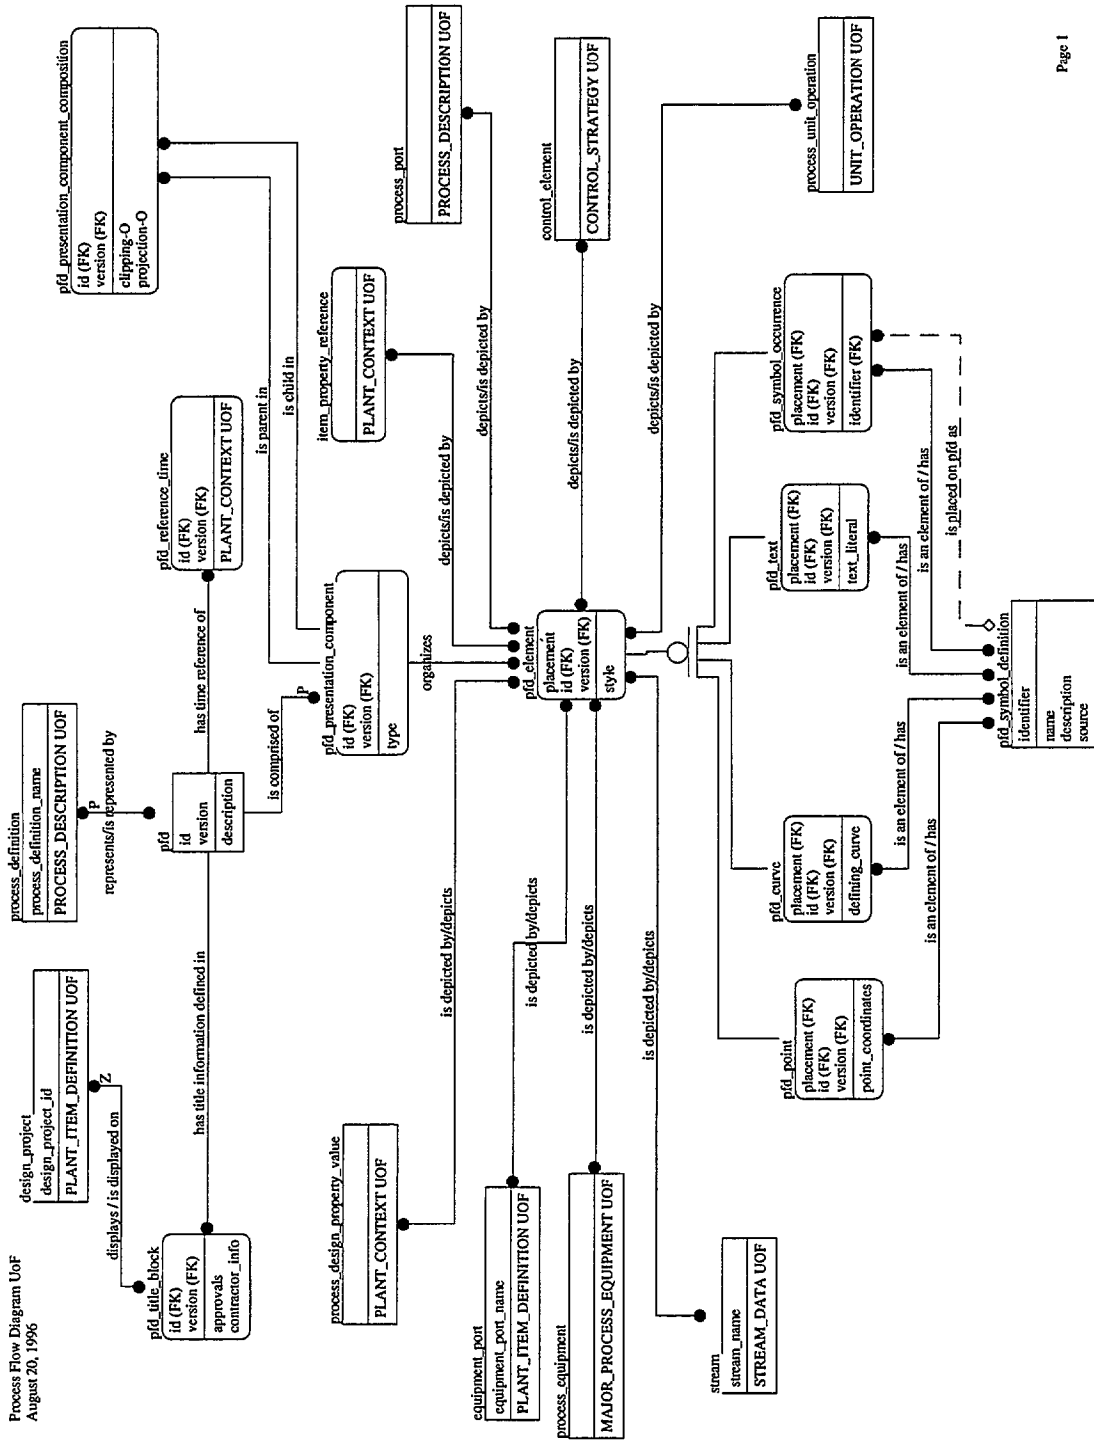 Process Flow Diagram UoF
August 20, 1996
design_project
design_project_id
PLANT_ITEM_DEFINITION UOF
Z
displays / is displayed on
pfd_title_block
id (FK)
version (FK)
approvals
contractor_info
has title information defined in
process_definition
process_definition_name
PROCESS_DESCRIPTION UOF
P
represents/is represented by
pfd
id
version
description
has time reference of
pfd_reference_time
id (FK)
version (FK)
PLANT_CONTEXT UOF
pfd_presentation_component_composition
id (FK)
version (FK)
clipping-O
projection-O
is parent in
is child in
is comprised of
P
pfd_presentation_component
id (FK)
version (FK)
type
organizes
process_design_property_value
PLANT_CONTEXT UOF
is depicted by/depicts
item_property_reference
PLANT_CONTEXT UOF
depicts/is depicted by
process_port
PROCESS_DESCRIPTION UOF
depicts/is depicted by
equipment_port
equipment_port_name
PLANT_ITEM_DEFINITION UOF
is depicted by/depicts
pfd_element
placement
id (FK)
version (FK)
style
control_element
CONTROL_STRATEGY UOF
depicts/is depicted by
process_equipment
MAJOR_PROCESS_EQUIPMENT UOF
is depicted by/depicts
stream
stream_name
STREAM_DATA UOF
is depicted by/depicts
process_unit_operation
UNIT_OPERATION UOF
depicts/is depicted by
pfd_point
placement (FK)
id (FK)
version (FK)
point_coordinates
pfd_curve
placement (FK)
id (FK)
version (FK)
defining_curve
pfd_text
placement (FK)
id (FK)
version (FK)
text_literal
pfd_symbol_occurrence
placement (FK)
id (FK)
version (FK)
identifier (FK)
is an element of / has
is an element of / has
is an element of / has
is an element of / has
is placed on pfd as
pfd_symbol_definition
identifier
name
description
source
Page 1